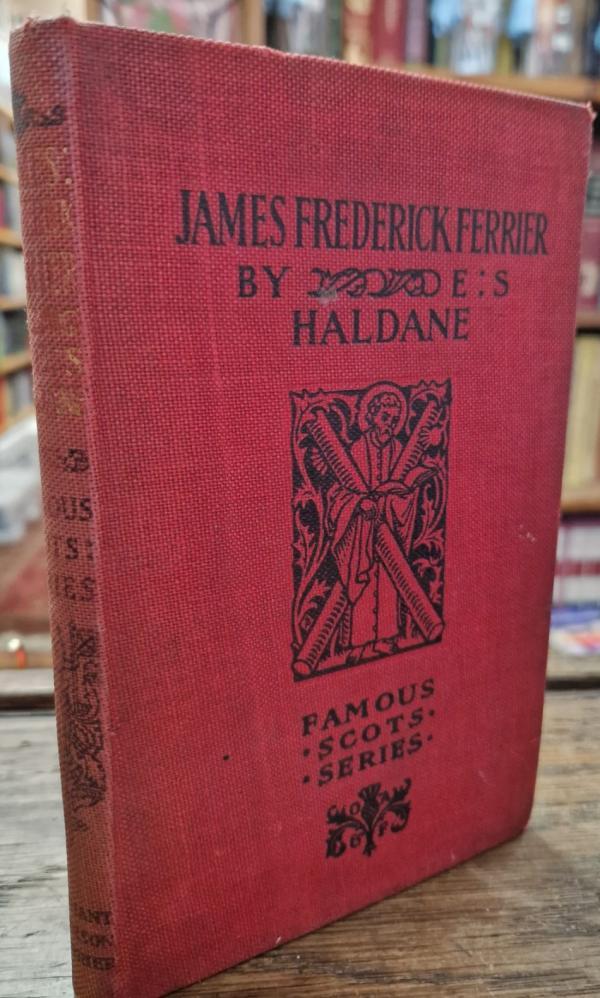 JAMES FREDERICK FERRIER
BY E:S
HALDANE
FAMOUS
·SCOTS·
·SERIES·
O A
& F